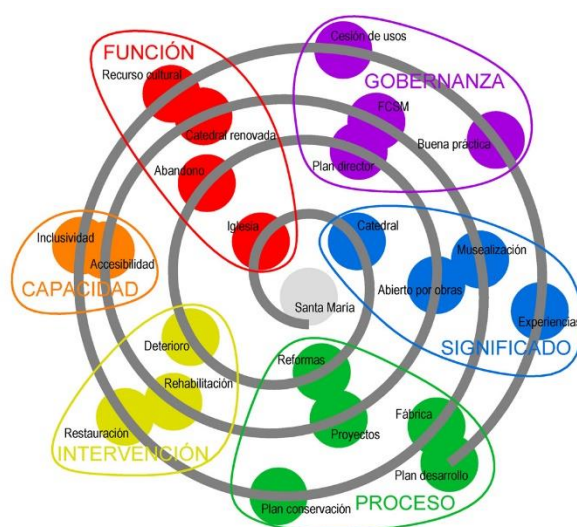 Cesión de usos
FUNCIÓN
Recurso cultural
GOBERNANZA
FCSM
Catedral renovada
Buena práctica
Plan director
Abandono
Iglesia
Catedral
Musealización
Inclusividad
Accesibilidad
CAPACIDAD
Abierto por obras
Santa María
Experiencias
SIGNIFICADO
Deterioro
Reformas
Rehabilitación
Restauración
INTERVENCIÓN
Proyectos
Fábrica
Plan desarrollo
PROCESO
Plan conservación